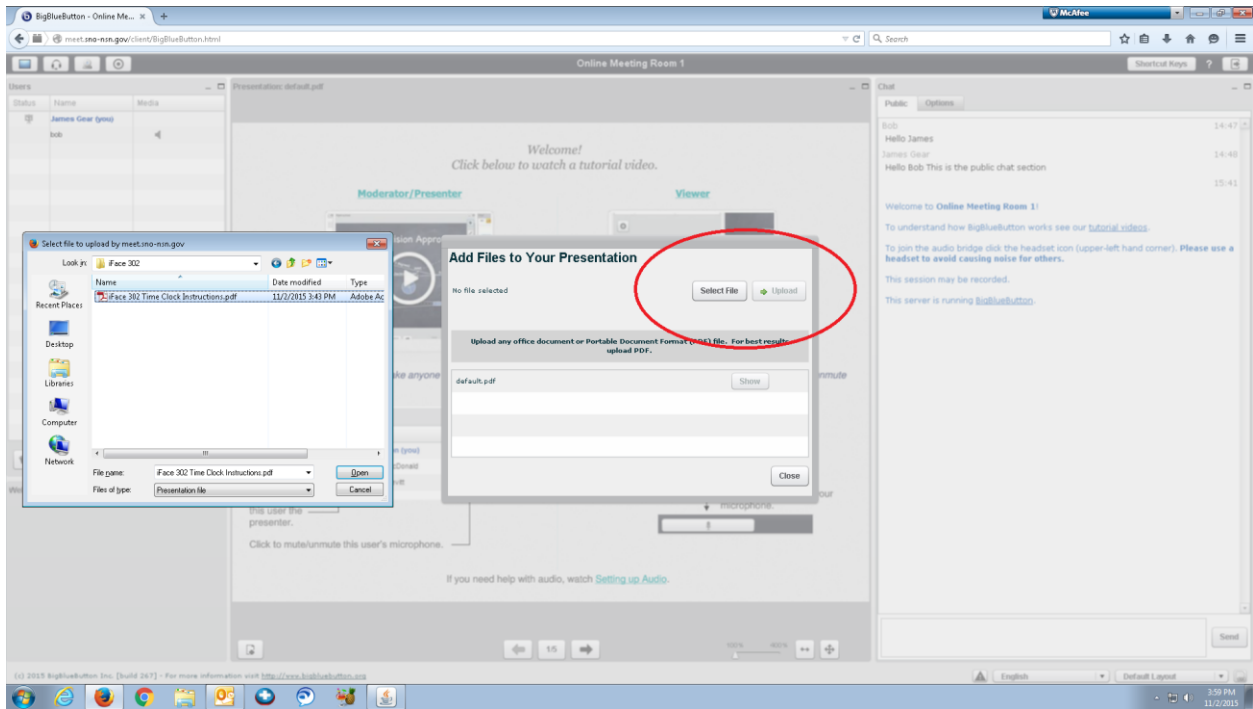 BigBlueButton - Online Me...
McAfee
meet.sno-nsn.gov/client/BigBlueButton.html
Search
Online Meeting Room 1
Shortcut Keys
?
Users
Status Name Media
James Gear (you)
bob
Presentation: default.pdf
Welcome!
Click below to watch a tutorial video.
Moderator/Presenter
Viewer
Select file to upload by meet.sno-nsn.gov
Look in: iFace 302
Name Date modified Type
iFace 302 Time Clock Instructions.pdf 11/2/2015 3:43 PM Adobe Ac
Recent Places
Desktop
Libraries
Computer
Network
File name: iFace 302 Time Clock Instructions.pdf
Open
Files of type: Presentation file
Cancel
Add Files to Your Presentation
No file selected
Select File
Upload
Upload any office document or Portable Document Format (PDF) file. For best results
upload PDF.
default.pdf
Show
Close
this user the
presenter.
Click to mute/unmute this user's microphone.
microphone.
If you need help with audio, watch Setting up Audio.
1/5
Chat
Public Options
Bob 14:47
Hello James
James Gear 14:48
Hello Bob This is the public chat section
15:41
Welcome to Online Meeting Room 1!
To understand how BigBlueButton works see our tutorial videos.
To join the audio bridge click the headset icon (upper-left hand corner). Please use a
headset to avoid causing noise for others.
This session may be recorded.
This server is running BigBlueButton.
Send
(c) 2015 BigBlueButton Inc. [build 267] - For more information visit http://www.bigbluebutton.org
English
Default Layout
3:59 PM
11/2/2015